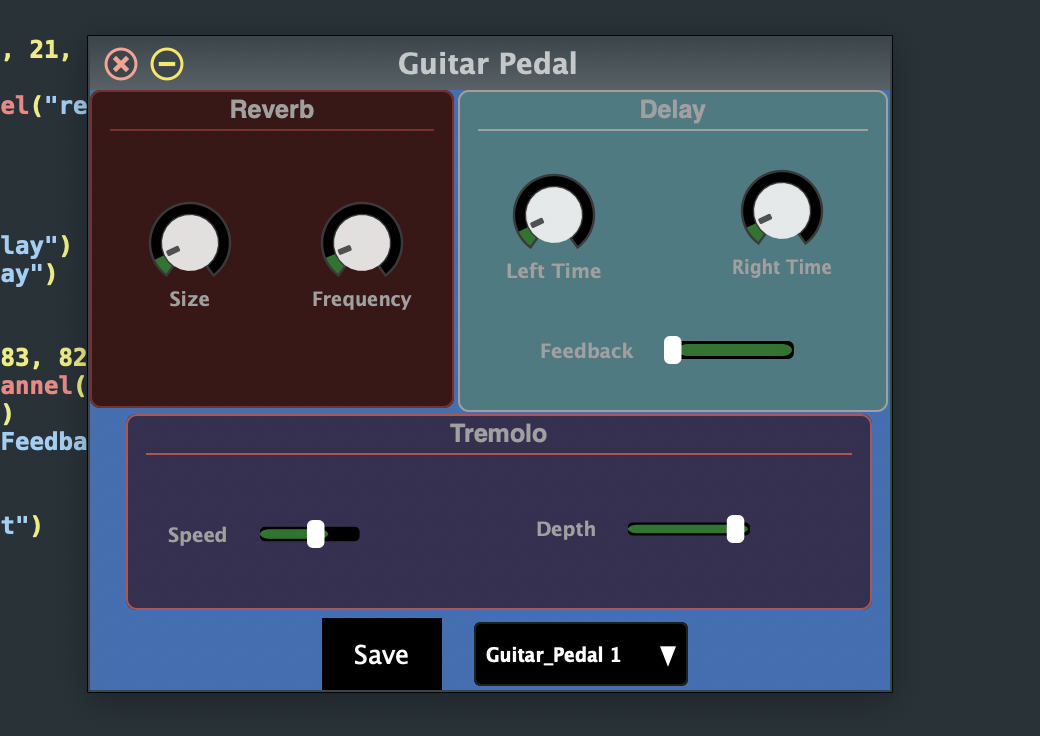 , 21,
el("re
lay")
ay")
83, 82
annel(
)
Feedba
t")
Guitar Pedal
Reverb
Size
Frequency
Delay
Left Time
Right Time
Feedback
Tremolo
Speed
Depth
Save
Guitar_Pedal 1